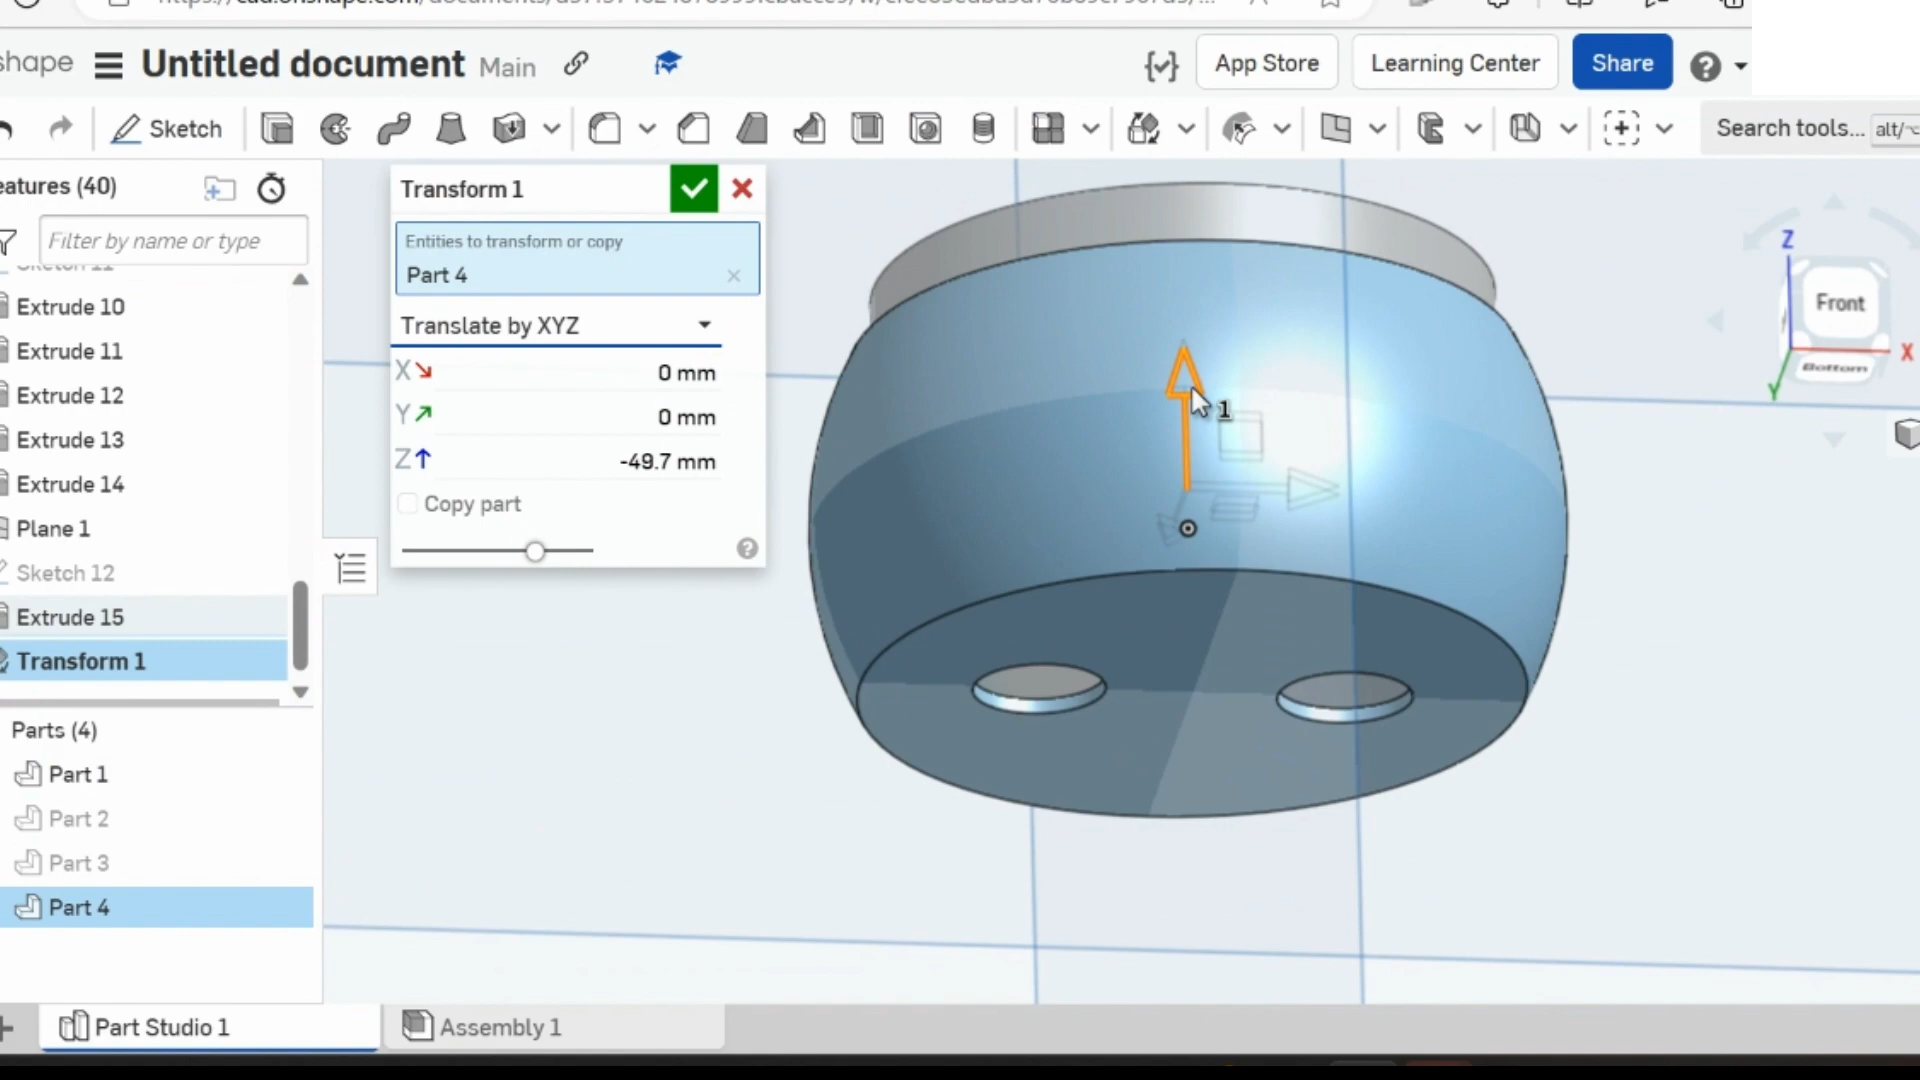 shape Untitled document Main App Store Learning Center Share
Sketch Search tools... alt/
eatures (40)
Filter by name or type
Extrude 10
Extrude 11
Extrude 12
Extrude 13
Extrude 14
Plane 1
Sketch 12
Extrude 15
Transform 1
Parts (4)
Part 1
Part 2
Part 3
Part 4
Transform 1
Entities to transform or copy
Part 4
Translate by XYZ
X 0 mm
Y 0 mm
Z -49.7 mm
Copy part
1
Z
Front
X
Bottom
Y
Part Studio 1
Assembly 1